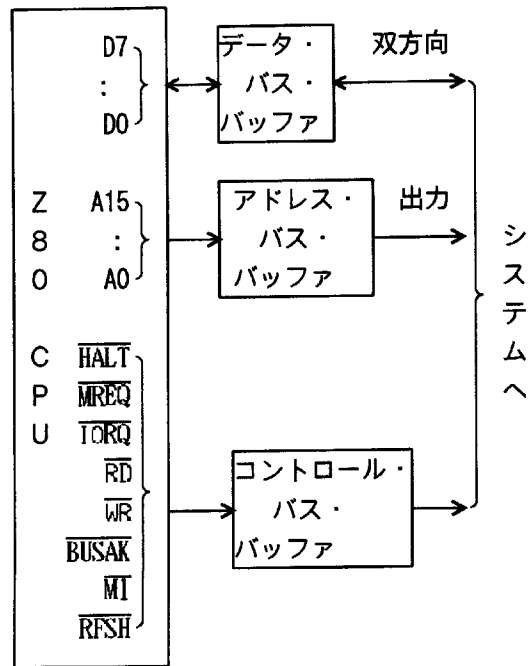 D7
:
D0
データ・
バス・
バッファ
双方向
Z80 CPU
A15
:
A0
アドレス・
バス・
バッファ
出力
システムへ
HALT
MREQ
IORQ
RD
WR
BUSAK
M1
RFSH
コントロール・
バス・
バッファ